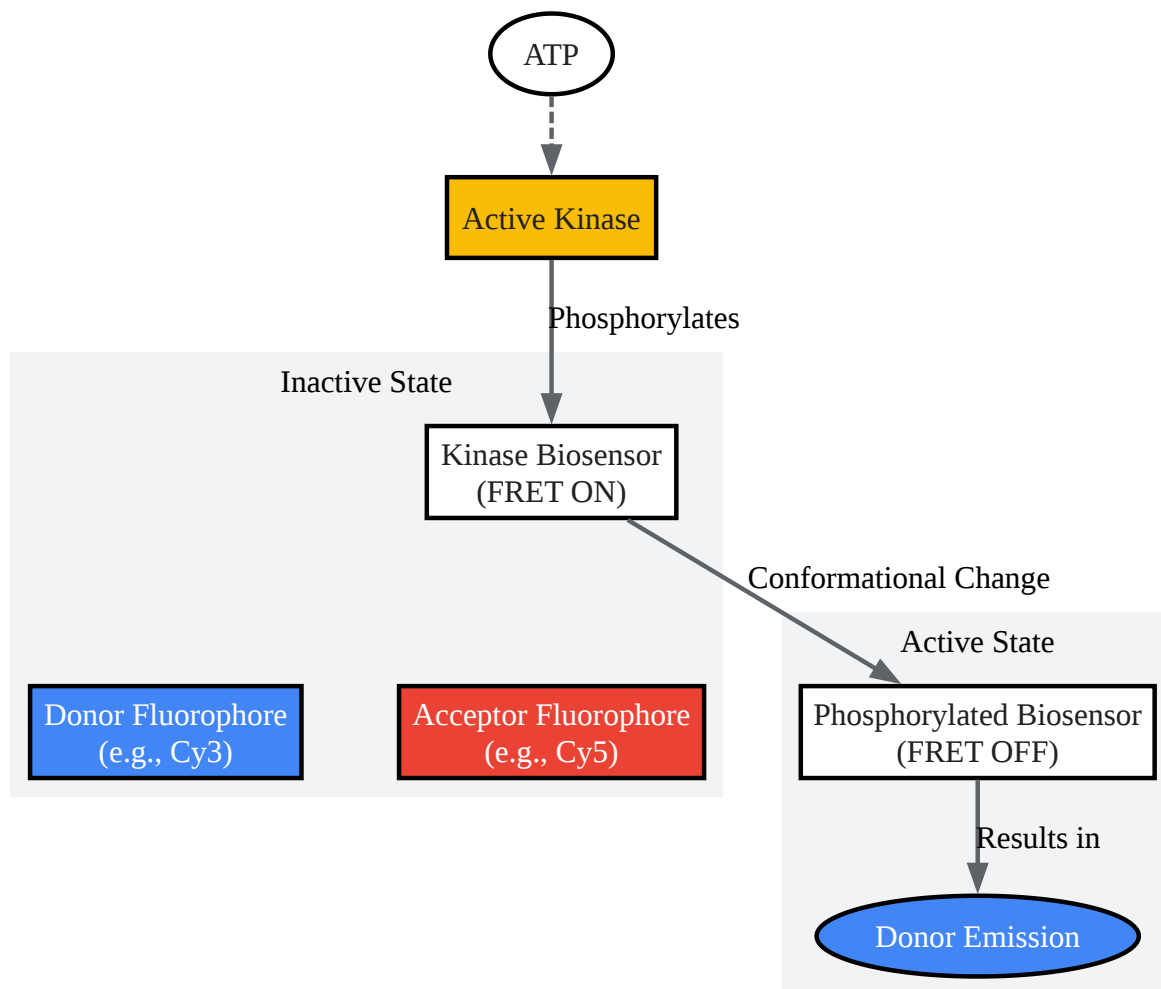 ATP
Active Kinase
Phosphorylates
Inactive State
Kinase Biosensor
(FRET ON)
Conformational Change
Active State
Donor Fluorophore
(e.g., Cy3)
Acceptor Fluorophore
(e.g., Cy5)
Phosphorylated Biosensor
(FRET OFF)
Results in
Donor Emission